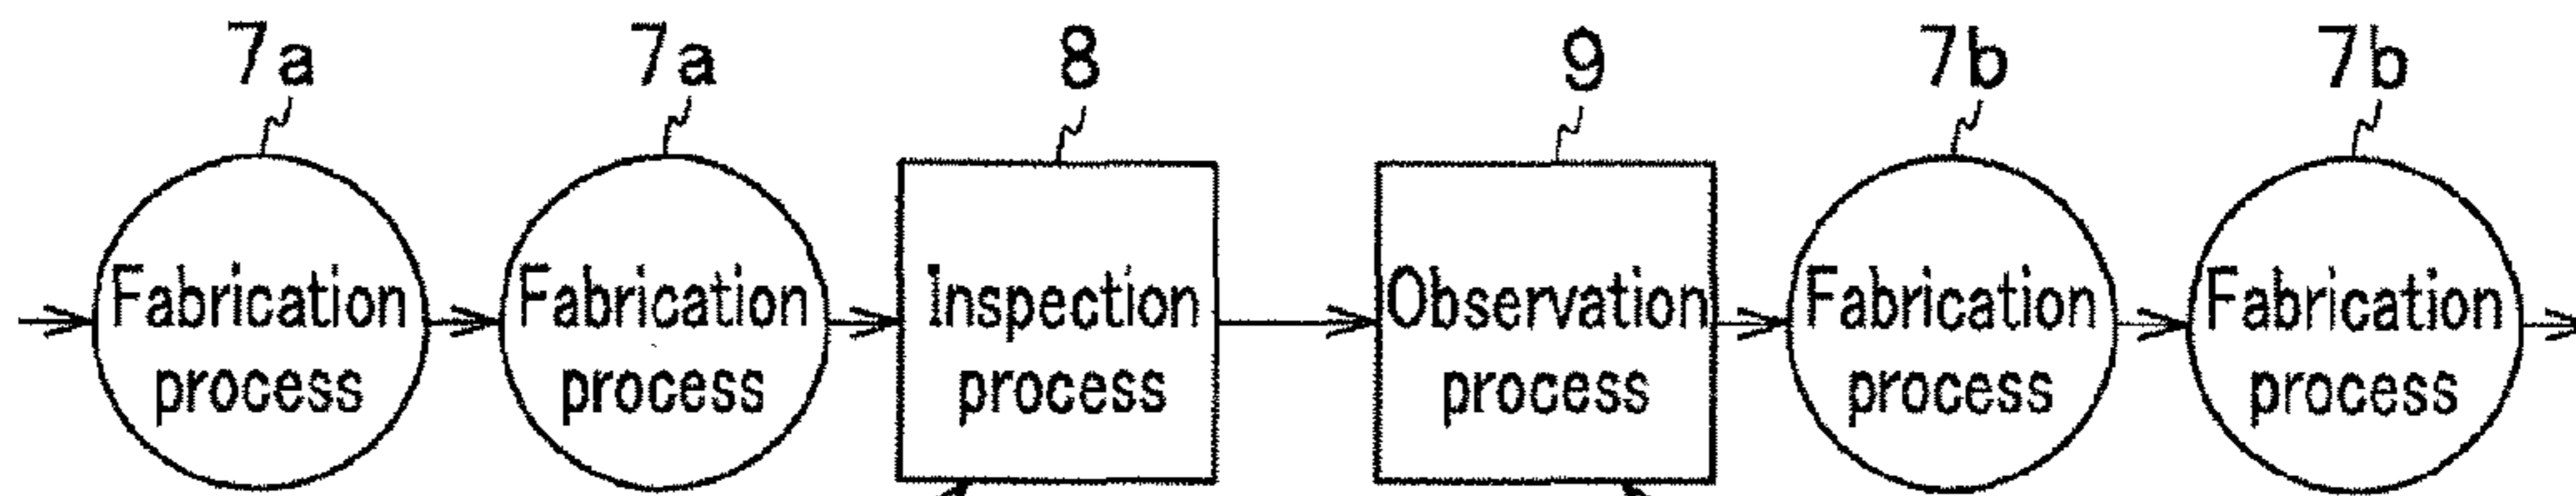 7a 7a 8 9 7b 7b
Fabrication Fabrication Inspection Observation Fabrication Fabrication
process process process process process process